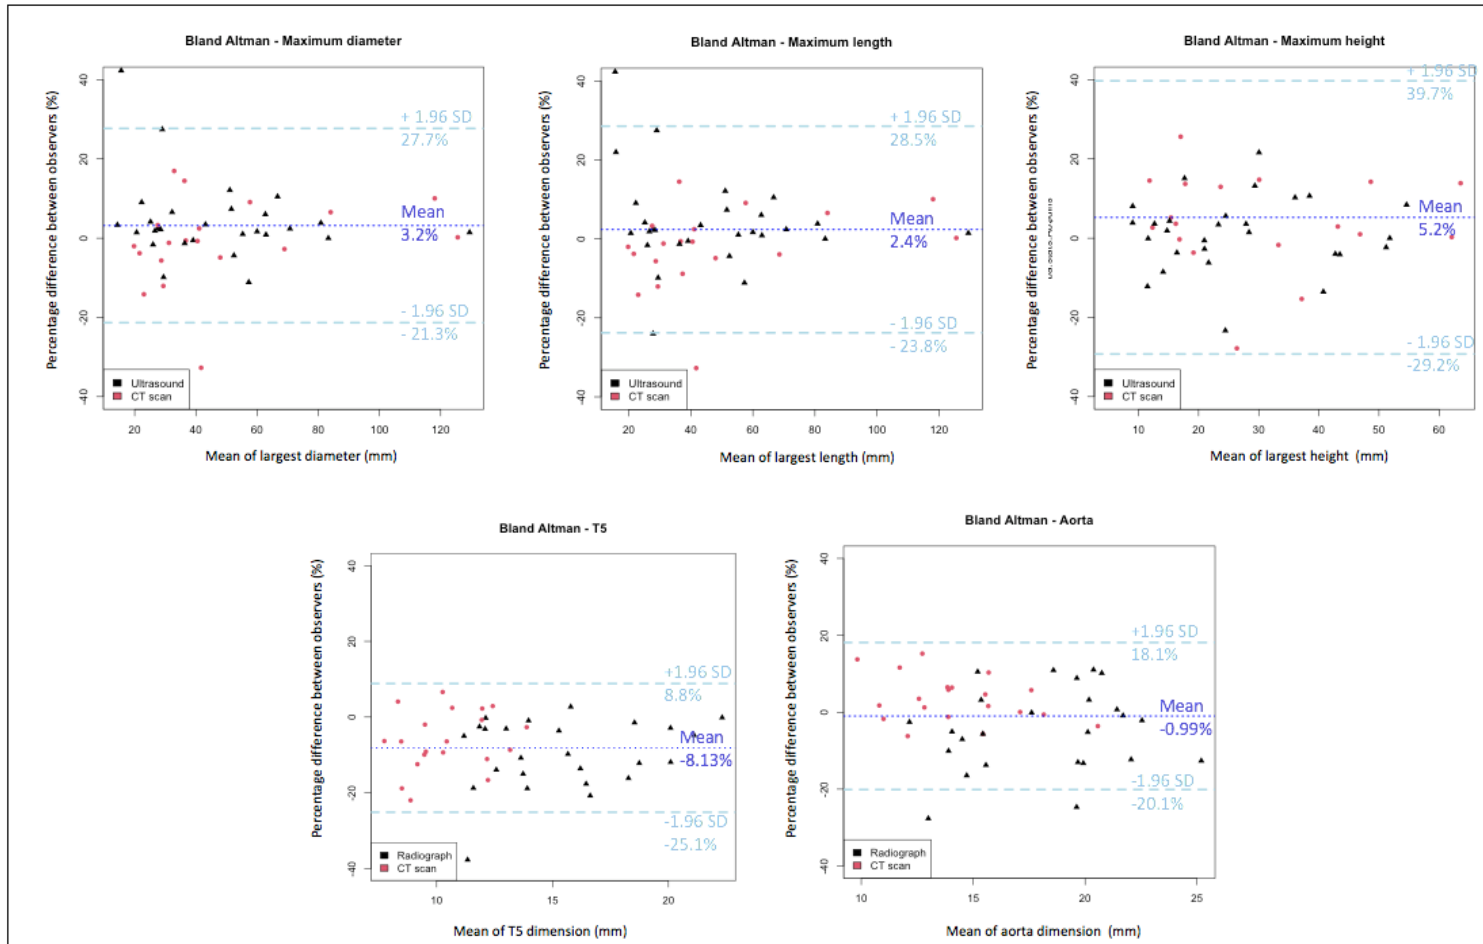 Bland Altman - Maximum diameter
Percentage difference between observers (%)
40
20
0
-20
-40
+ 1.96 SD
27.7%
Mean
3.2%
- 1.96 SD
- 21.3%
Ultrasound
CT scan
20 40 60 80 100 120
Mean of largest diameter (mm)
Bland Altman - Maximum length
Percentage difference between observers (%)
40
20
0
-20
-40
+ 1.96 SD
28.5%
Mean
2.4%
- 1.96 SD
- 23.8%
Ultrasound
CT scan
20 40 60 80 100 120
Mean of largest length (mm)
Bland Altman - Maximum height
Percentage difference between observers (%)
40
20
0
-20
-40
+ 1.96 SD
39.7%
Mean
5.2%
- 1.96 SD
-29.2%
Ultrasound
CT scan
10 20 30 40 50 60
Mean of largest height (mm)
Bland Altman - T5
Percentage difference between observers (%)
40
20
0
-20
-40
+1.96 SD
8.8%
Mean
-8.13%
-1.96 SD
-25.1%
Radiograph
CT scan
10 15 20
Mean of T5 dimension (mm)
Bland Altman - Aorta
Percentage difference between observers (%)
40
20
0
-20
-40
+1.96 SD
18.1%
Mean
-0.99%
-1.96 SD
-20.1%
Radiograph
CT scan
10 15 20 25
Mean of aorta dimension (mm)